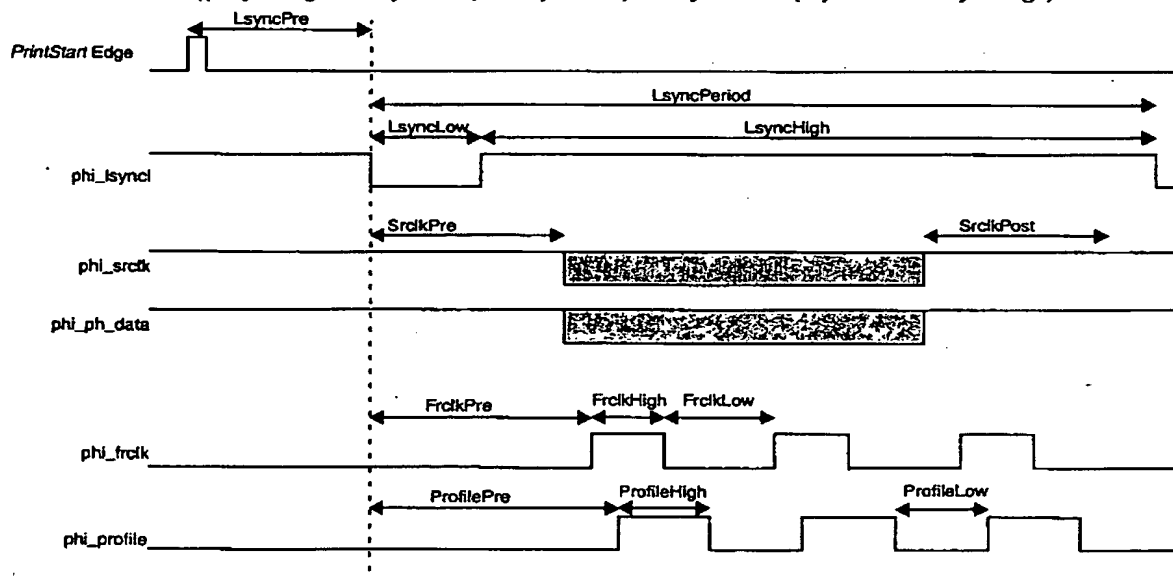 LsyncPre
PrintStart Edge
LsyncPeriod
LsyncLow
LsyncHigh
phi_lsyncl
SrclkPre
SrclkPost
phi_srclk
phi_ph_data
FrclkPre
FrclkHigh
FrclkLow
phi_frclk
ProfilePre
ProfileHigh
ProfileLow
phi_profile